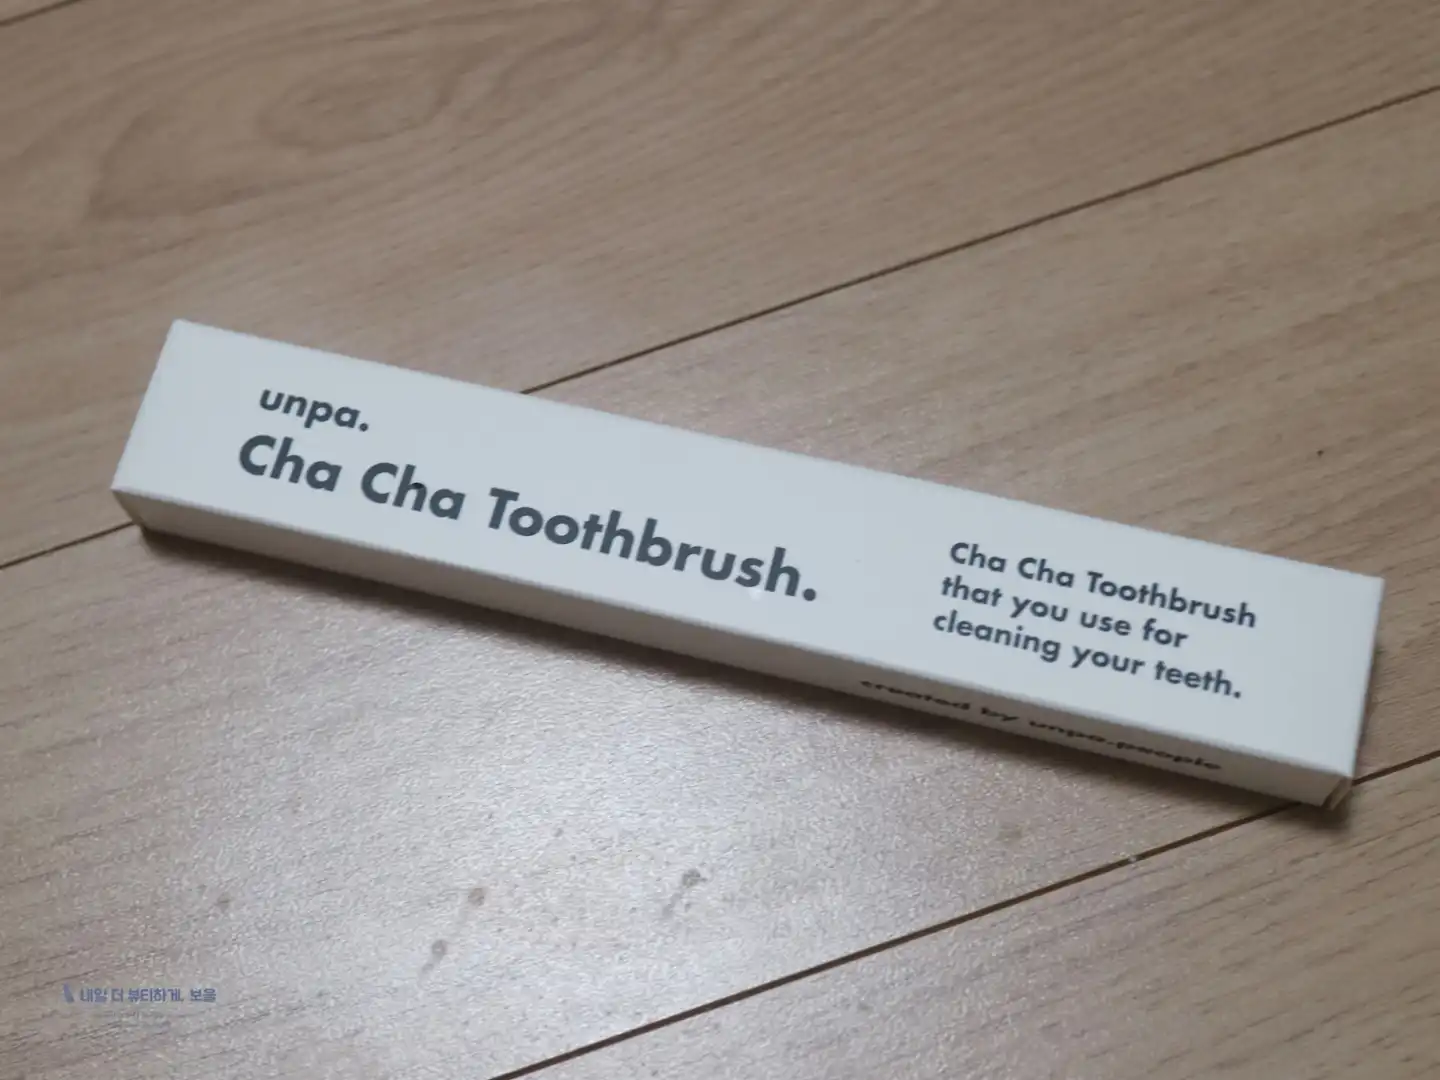 unpa.
Cha Cha Toothbrush.
Cha Cha Toothbrush
that you use for
cleaning your teeth.
created by unpa.people
내일 더 뷰티하게, 보울